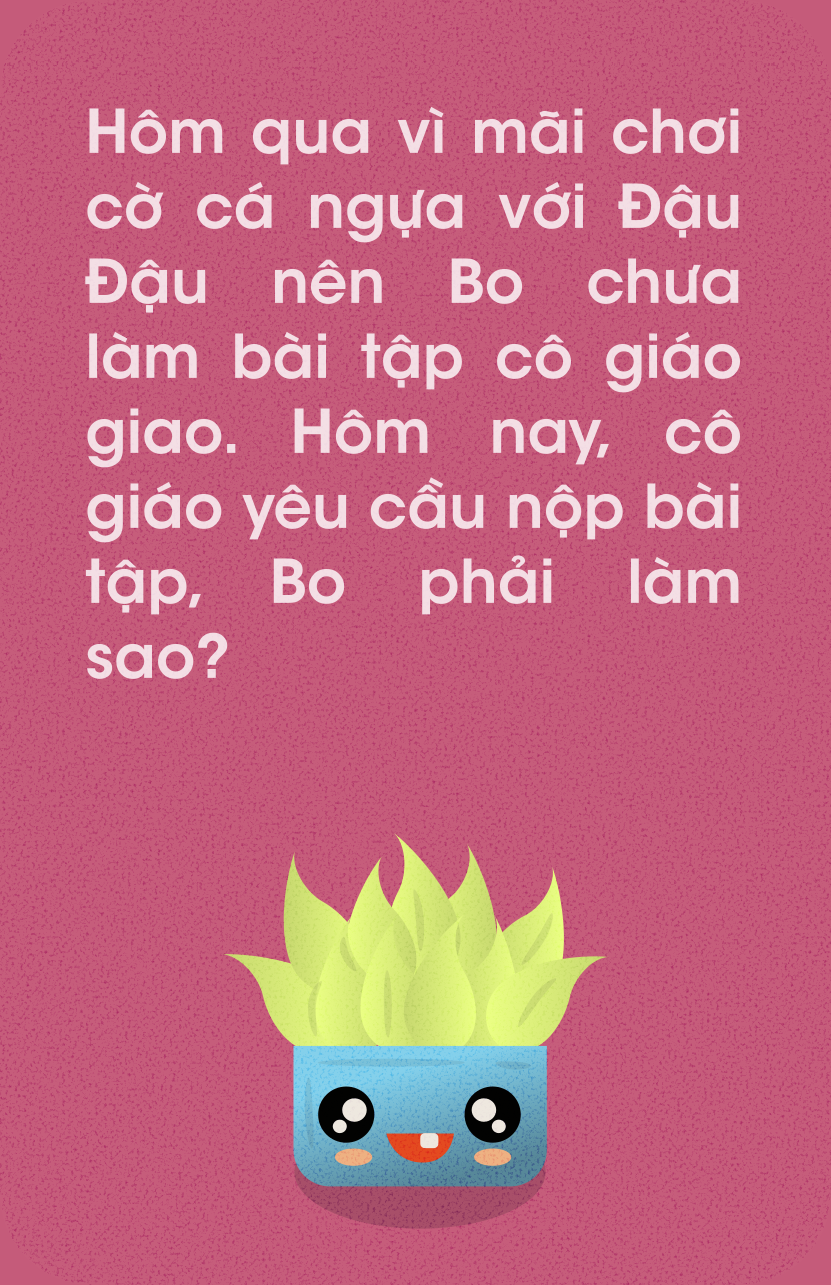 Hôm qua vì mãi chơi
cờ cá ngựa với Đậu
Đậu nên Bo chưa
làm bài tập cô giáo
giao. Hôm nay, cô
giáo yêu cầu nộp bài
tập, Bo phải làm
sao?